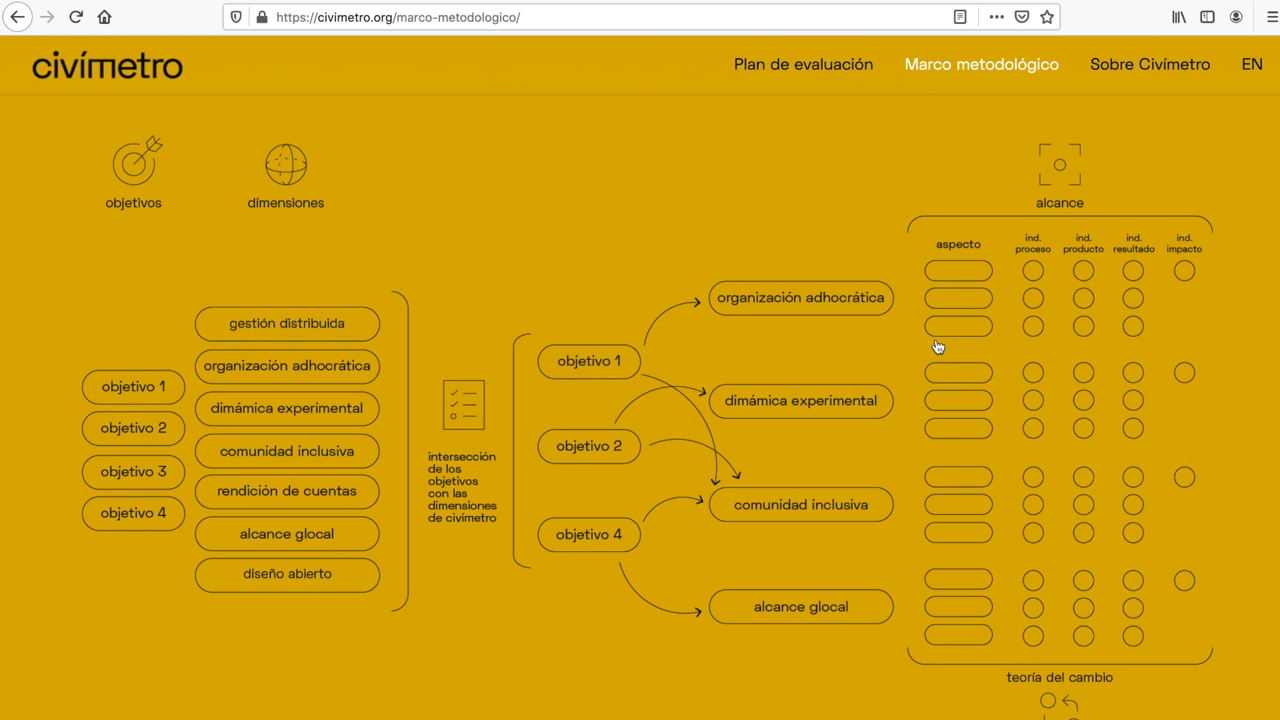 https://civimetro.org/marco-metodologico/
civímetro
Plan de evaluación
Marco metodológico
Sobre Civímetro
EN
objetivos
dimensiones
alcance
aspecto
ind.
proceso
ind.
producto
ind.
resultado
ind.
impacto
objetivo 1
objetivo 2
objetivo 3
objetivo 4
gestión distribuida
organización adhocrática
dimámica experimental
comunidad inclusiva
rendición de cuentas
alcance glocal
diseño abierto
intersección
de los
objetivos
con las
dimensiones
de civímetro
objetivo 1
objetivo 2
objetivo 4
organización adhocrática
dimámica experimental
comunidad inclusiva
alcance glocal
teoría del cambio